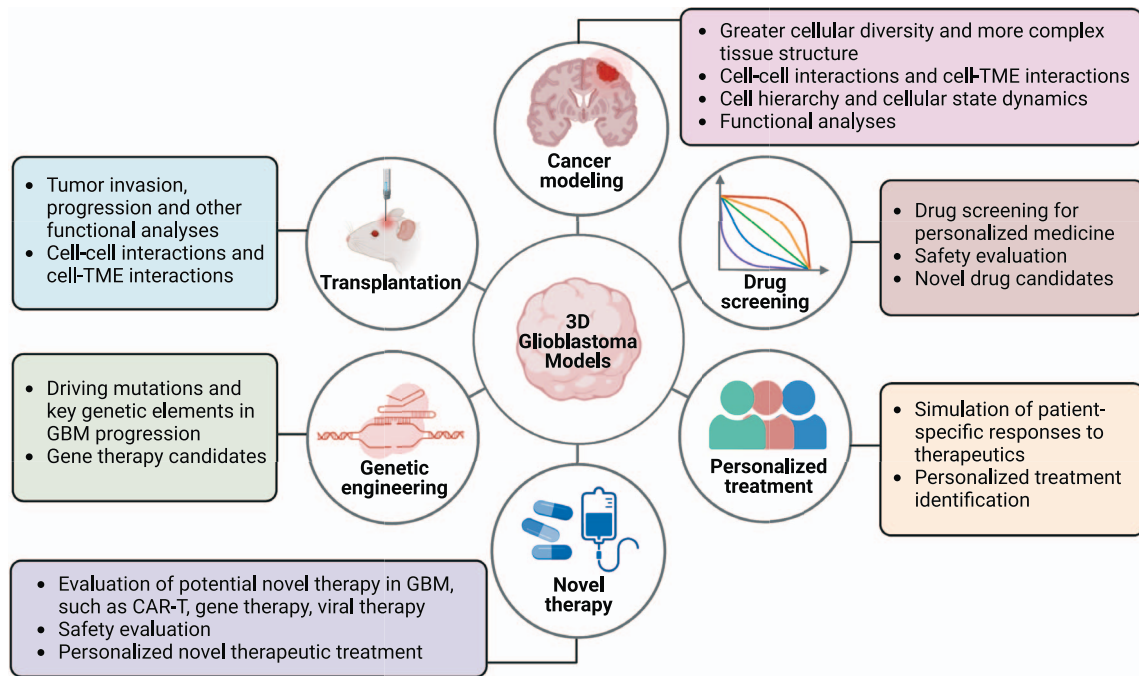 • Greater cellular diversity and more complex
tissue structure
• Cell-cell interactions and cell-TME interactions
• Cell hierarchy and cellular state dynamics
• Functional analyses
Cancer
modeling
• Tumor invasion,
progression and other
functional analyses
• Cell-cell interactions and
cell-TME interactions
Transplantation
Drug
screening
• Drug screening for
personalized medicine
• Safety evaluation
• Novel drug candidates
3D
Glioblastoma
Models
• Driving mutations and
key genetic elements in
GBM progression
• Gene therapy candidates
Genetic
engineering
Personalized
treatment
• Simulation of patient-
specific responses to
therapeutics
• Personalized treatment
identification
Novel
therapy
• Evaluation of potential novel therapy in GBM,
such as CAR-T, gene therapy, viral therapy
• Safety evaluation
• Personalized novel therapeutic treatment